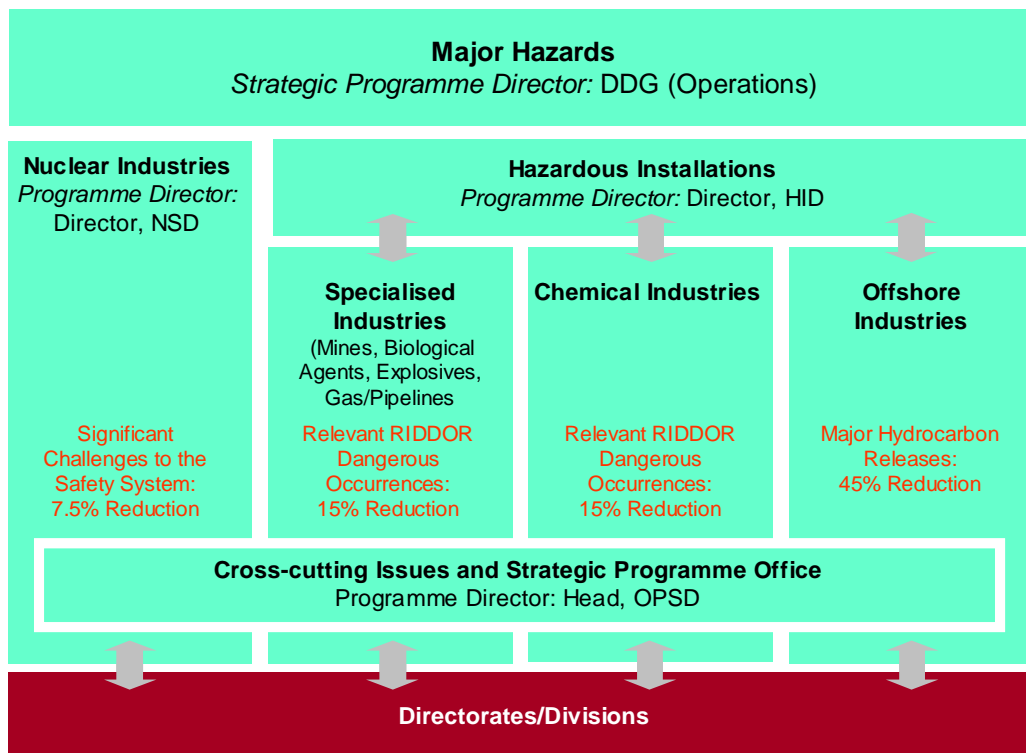 Major Hazards
Strategic Programme Director: DDG (Operations)
Nuclear Industries
Programme Director:
Director, NSD
Hazardous Installations
Programme Director: Director, HID
Specialised
Industries
(Mines, Biological
Agents, Explosives,
Gas/Pipelines
Chemical Industries
Offshore
Industries
Significant
Challenges to the
Safety System:
7.5% Reduction
Relevant RIDDOR
Dangerous
Occurrences:
15% Reduction
Relevant RIDDOR
Dangerous
Occurrences:
15% Reduction
Major Hydrocarbon
Releases:
45% Reduction
Cross-cutting Issues and Strategic Programme Office
Programme Director: Head, OPSD
Directorates/Divisions